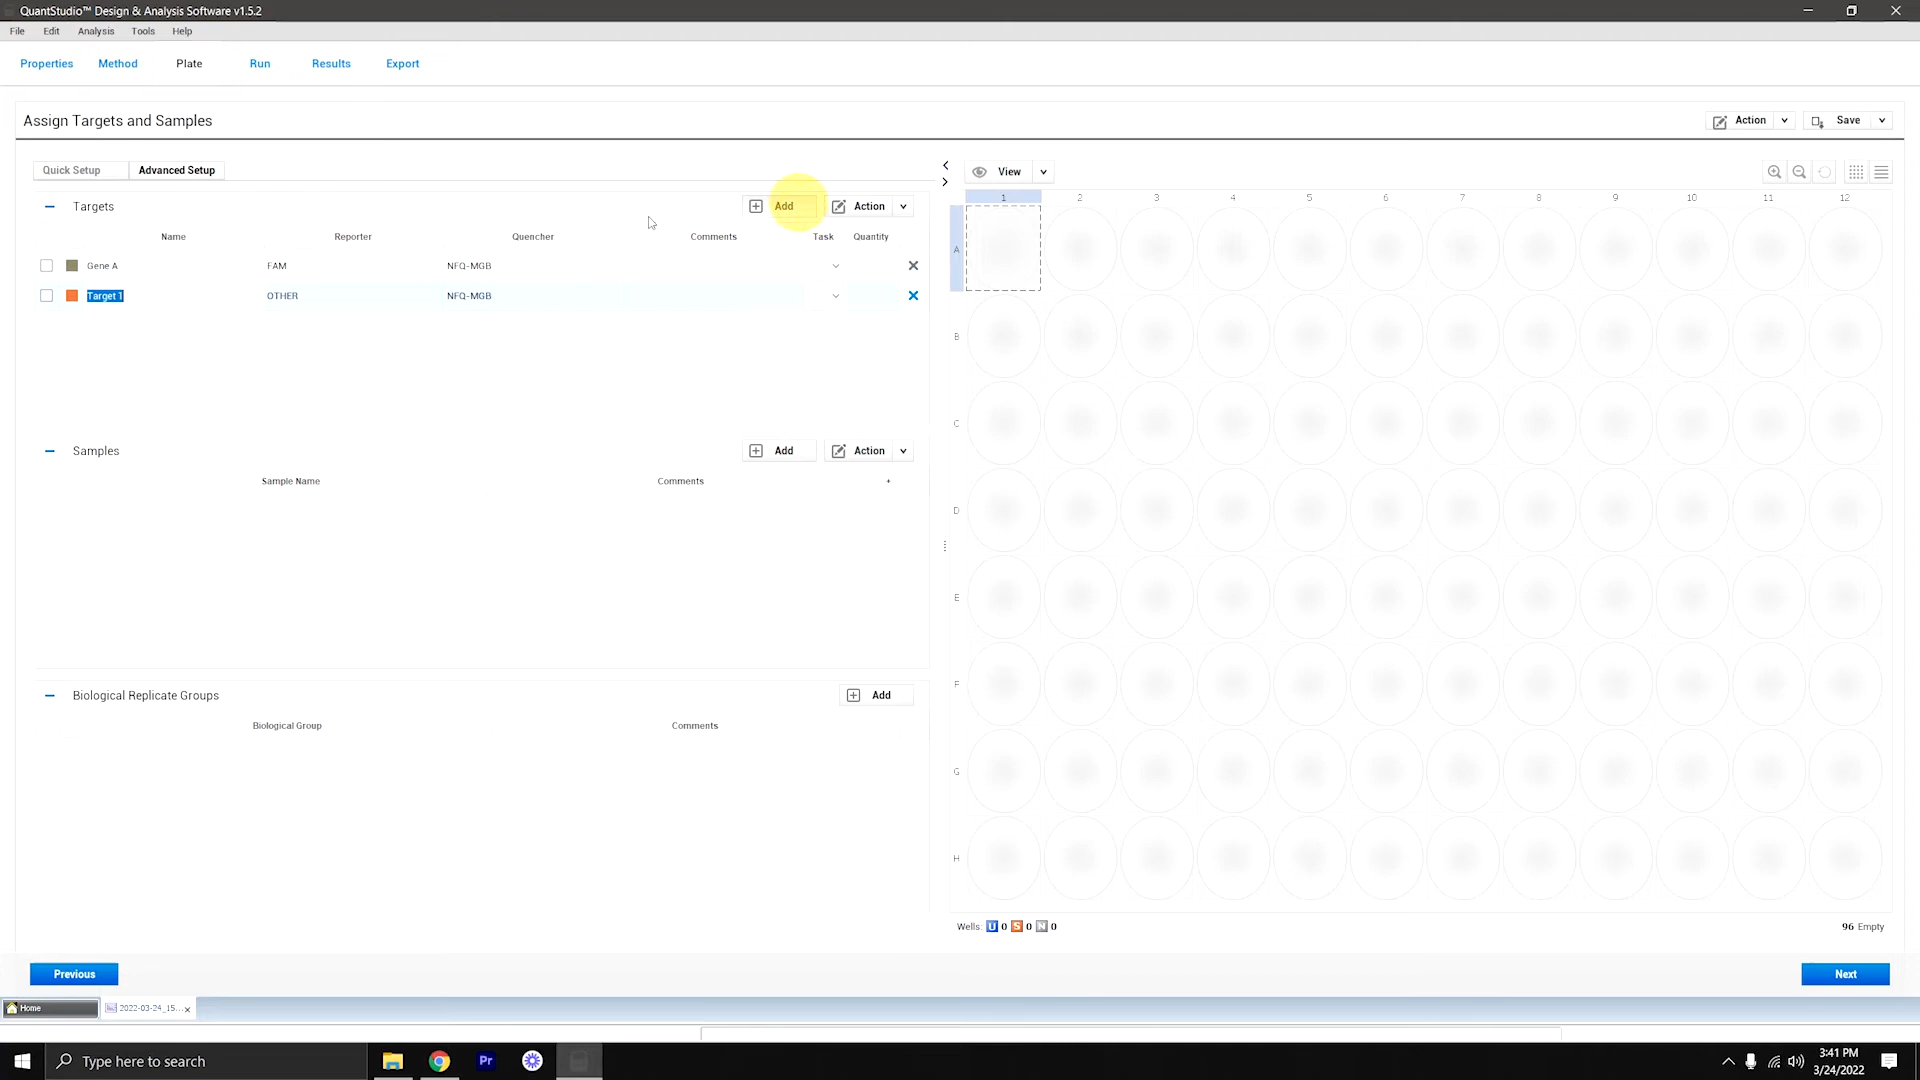 QuantStudio™ Design & Analysis Software v1.5.2
File Edit Analysis Tools Help
Properties Method Plate Run Results Export
Assign Targets and Samples
Action Save
Quick Setup Advanced Setup
View
Targets
Add Action
1 2 3 4 5 6 7 8 9 10 11 12
Name Reporter Quencher Comments Task Quantity
A
Gene A FAM NFQ-MGB
Target 1 OTHER NFQ-MGB
B
C
Samples
Add Action
Sample Name Comments
D
E
F
Biological Replicate Groups
Add
Biological Group Comments
G
H
Wells: U 0 S 0 N 0
96 Empty
Previous
Next
Home
2022-03-24_15...
Type here to search
Pr
3:41 PM
3/24/2022